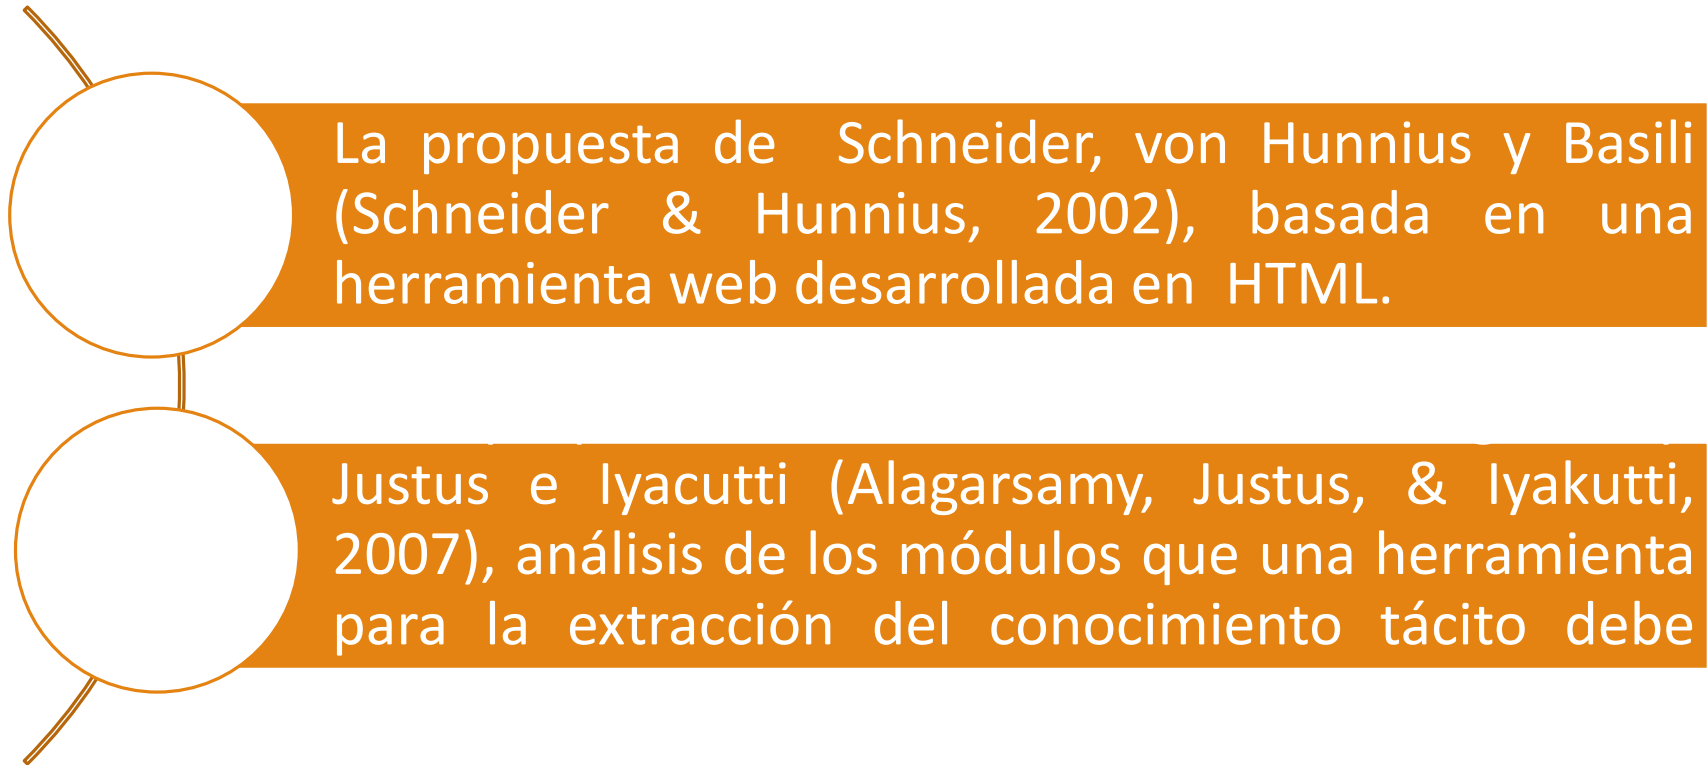 La propuesta de Schneider, von Hunnius y Basili
(Schneider & Hunnius, 2002), basada en una
herramienta web desarrollada en HTML.
Justus e Iyacutti (Alagarsamy, Justus, & Iyakutti,
2007), análisis de los módulos que una herramienta
para la extracción del conocimiento tácito debe